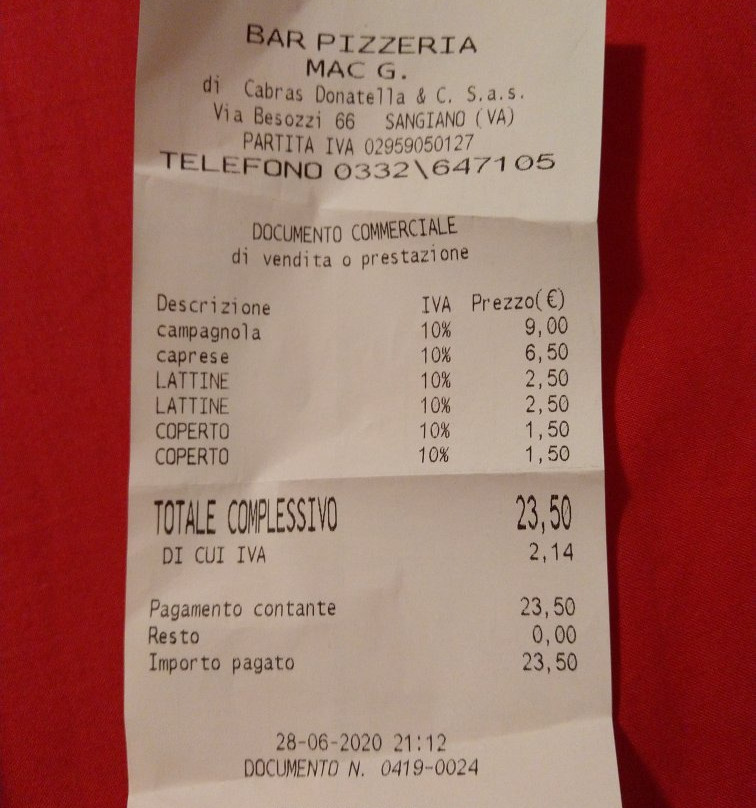 BAR PIZZERIA
MAC G.
di Cabras Donatella & C. S.a.s.
Via Besozzi 66 SANGIANO (VA)
PARTITA IVA 02959050127
TELEFONO 0332\647105
DOCUMENTO COMMERCIALE
di vendita o prestazione
Descrizione IVA Prezzo(€)
campagnola 10% 9,00
caprese 10% 6,50
LATTINE 10% 2,50
LATTINE 10% 2,50
COPERTO 10% 1,50
COPERTO 10% 1,50
TOTALE COMPLESSIVO 23,50
DI CUI IVA 2,14
Pagamento contante 23,50
Resto 0,00
Importo pagato 23,50
28-06-2020 21:12
DOCUMENTO N. 0419-0024